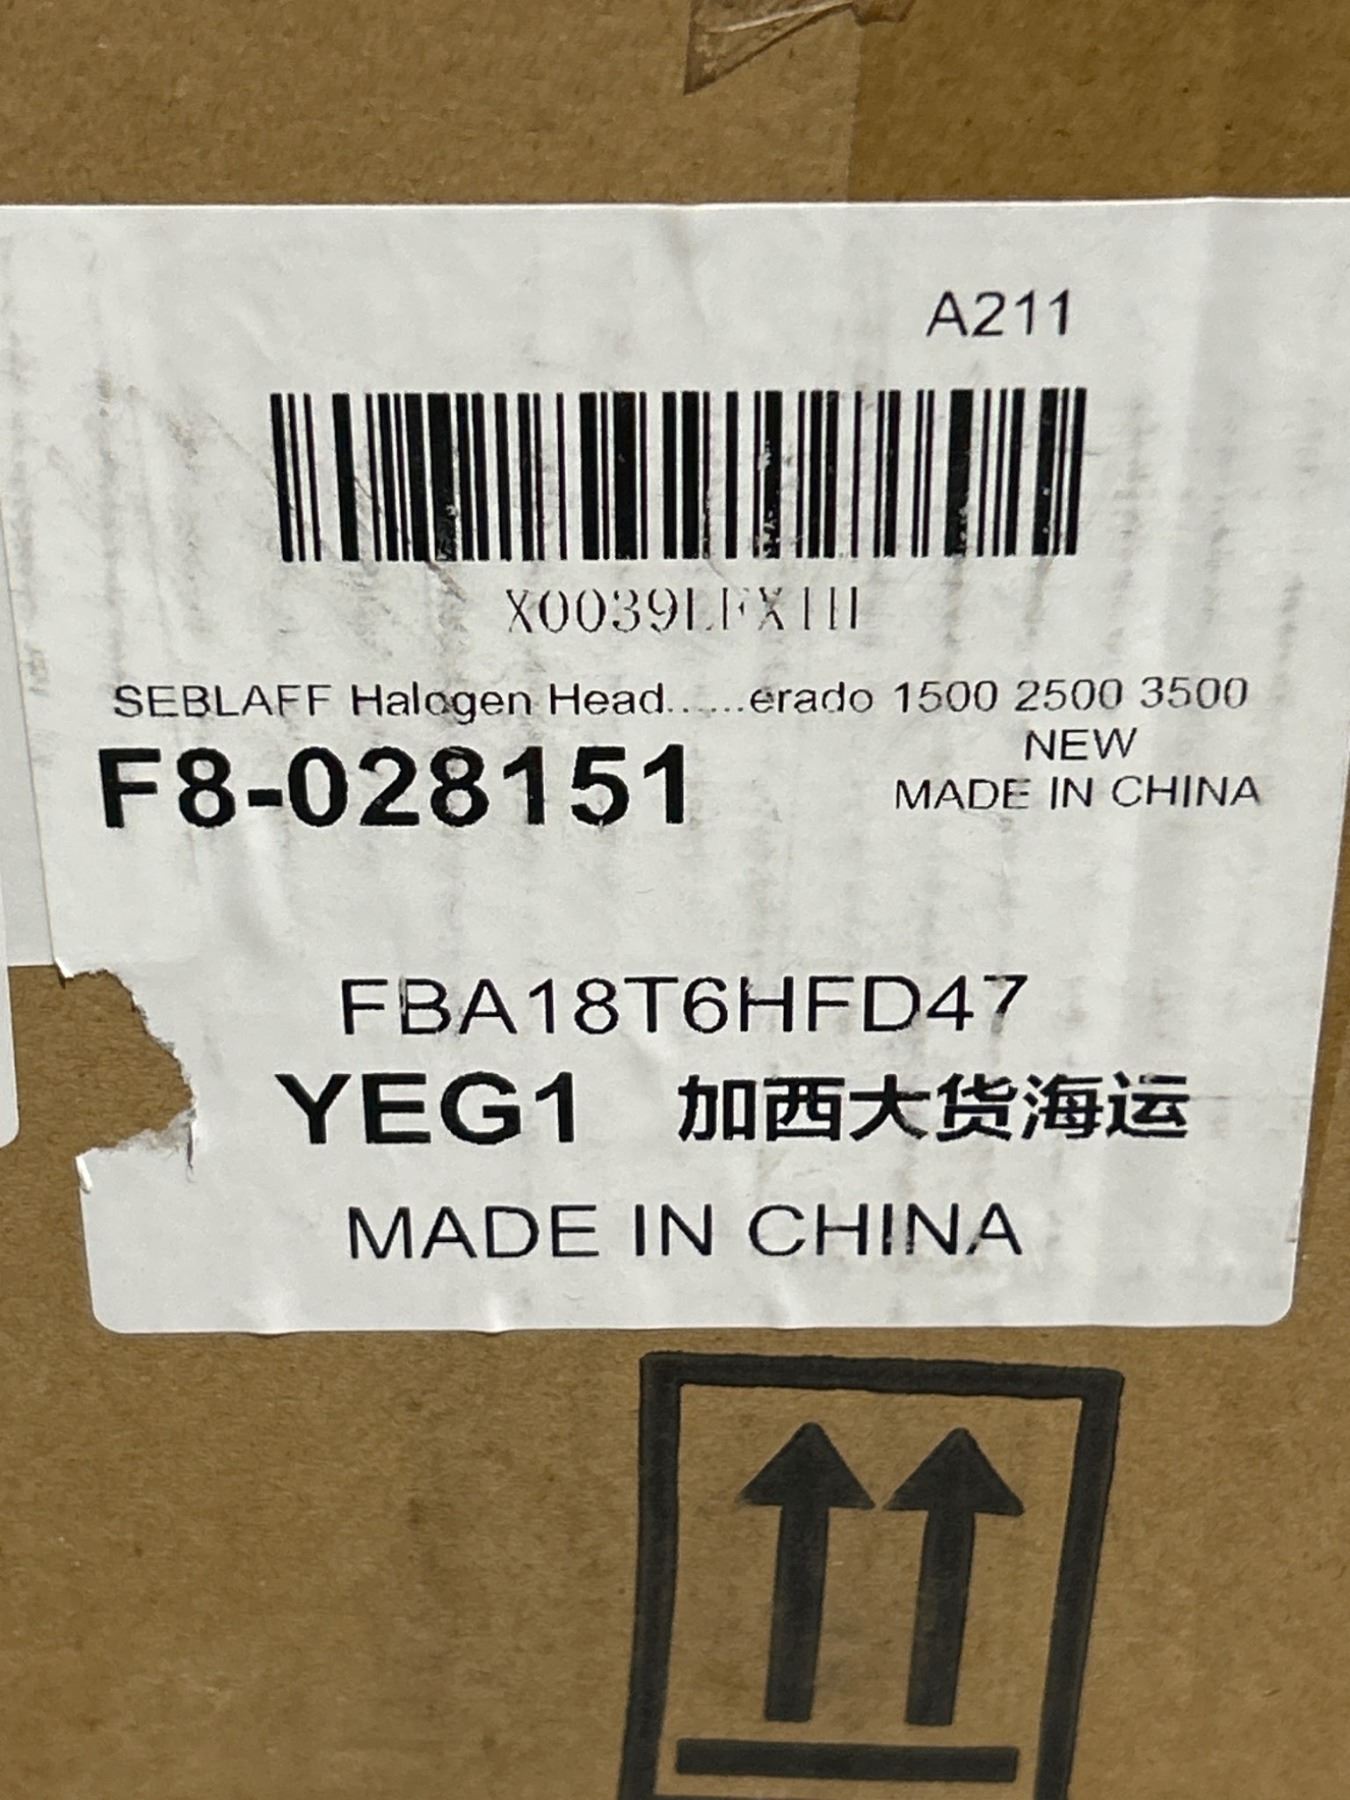 A211
SEBLAFF Halogen Head......erado 1500 2500 3500
NEW
F8-028151
MADE IN CHINA
FBA18T6HFD47
YEG1 加西大货海运
MADE IN CHINA